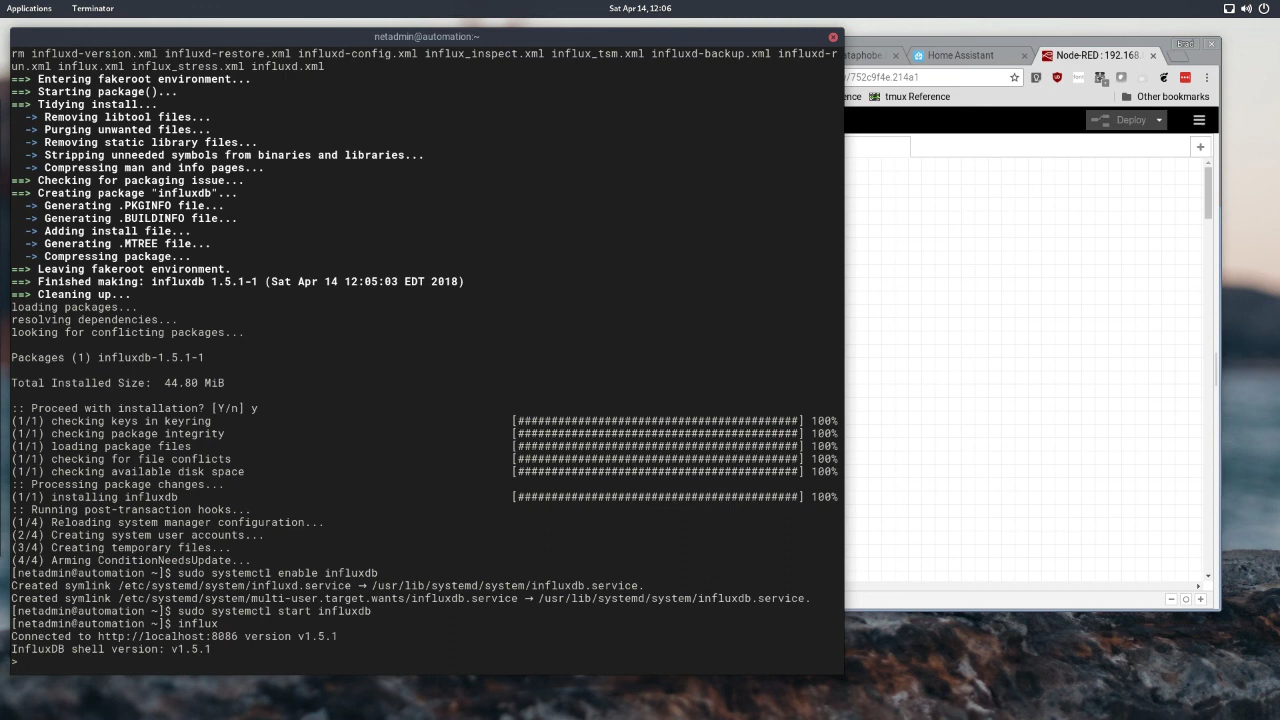 Applications Terminator Sat Apr 14, 12:06
netadmin@automation:~
rm influxd-version.xml influxd-restore.xml influxd-config.xml influx_inspect.xml influx_tsm.xml influxd-backup.xml influxd-r
un.xml influx.xml influx_stress.xml influxd.xml
==> Entering fakeroot environment...
==> Starting package()...
==> Tidying install...
-> Removing libtool files...
-> Purging unwanted files...
-> Removing static library files...
-> Stripping unneeded symbols from binaries and libraries...
-> Compressing man and info pages...
==> Checking for packaging issue...
==> Creating package "influxdb"...
-> Generating .PKGINFO file...
-> Generating .BUILDINFO file...
-> Adding install file...
-> Generating .MTREE file...
-> Compressing package...
==> Leaving fakeroot environment.
==> Finished making: influxdb 1.5.1-1 (Sat Apr 14 12:05:03 EDT 2018)
==> Cleaning up...
loading packages...
resolving dependencies...
looking for conflicting packages...
Packages (1) influxdb-1.5.1-1
Total Installed Size:  44.80 MiB
:: Proceed with installation? [Y/n] y
(1/1) checking keys in keyring [##########################################] 100%
(1/1) checking package integrity [##########################################] 100%
(1/1) loading package files [##########################################] 100%
(1/1) checking for file conflicts [##########################################] 100%
(1/1) checking available disk space [##########################################] 100%
:: Processing package changes...
(1/1) installing influxdb [##########################################] 100%
:: Running post-transaction hooks...
(1/4) Reloading system manager configuration...
(2/4) Creating system user accounts...
(3/4) Creating temporary files...
(4/4) Arming ConditionNeedsUpdate...
[netadmin@automation ~]$ sudo systemctl enable influxdb
Created symlink /etc/systemd/system/influxd.service → /usr/lib/systemd/system/influxdb.service.
Created symlink /etc/systemd/system/multi-user.target.wants/influxdb.service → /usr/lib/systemd/system/influxdb.service.
[netadmin@automation ~]$ sudo systemctl start influxdb
[netadmin@automation ~]$ influx
Connected to http://localhost:8086 version v1.5.1
InfluxDB shell version: v1.5.1
>
Brad
ataphobe Home Assistant Node-RED : 192.168.
/752c9f4e.214a1
ence tmux Reference Other bookmarks
Deploy